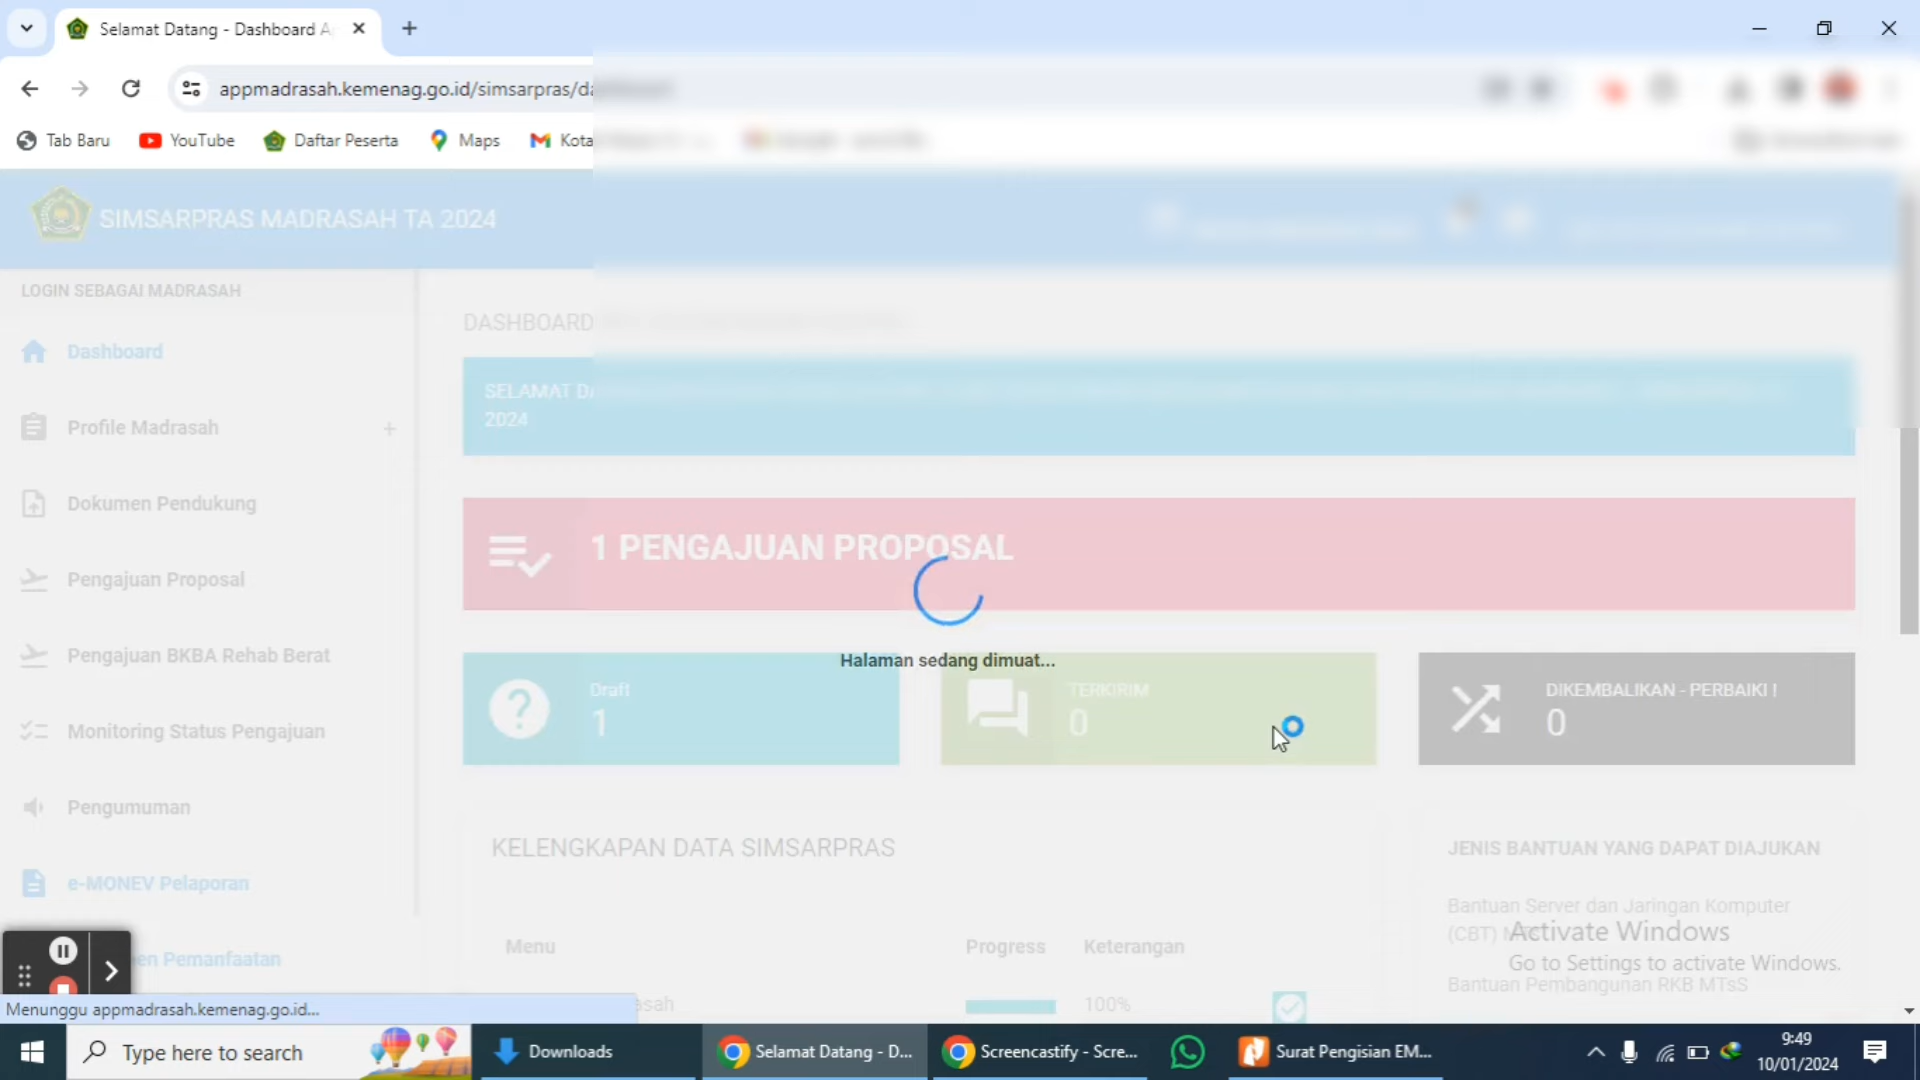 Selamat Datang - Dashboard A
appmadrasah.kemenag.go.id/simsarpras/da
Tab Baru
YouTube
Daftar Peserta
Maps
Kota
SIMSARPRAS MADRASAH TA 2024
LOGIN SEBAGAI MADRASAH
Dashboard
Profile Madrasah
Dokumen Pendukung
Pengajuan Proposal
Pengajuan BKBA Rehab Berat
Monitoring Status Pengajuan
Pengumuman
e-MONEV Pelaporan
en Pemanfaatan
DASHBOARD
SELAMAT DA
2024
1 PENGAJUAN PROPOSAL
Halaman sedang dimuat...
Draft
1
TERKIRIM
0
DIKEMBALIKAN - PERBAIKI !
0
KELENGKAPAN DATA SIMSARPRAS
Menu
Progress
Keterangan
asah
100%
JENIS BANTUAN YANG DAPAT DIAJUKAN
Bantuan Server dan Jaringan Komputer
(CBT)
Bantuan Pembangunan RKB MTsS
Activate Windows
Go to Settings to activate Windows.
Menunggu appmadrasah.kemenag.go.id...
Type here to search
Downloads
Selamat Datang - D...
Screencastify - Scre...
Surat Pengisian EM...
9:49
10/01/2024